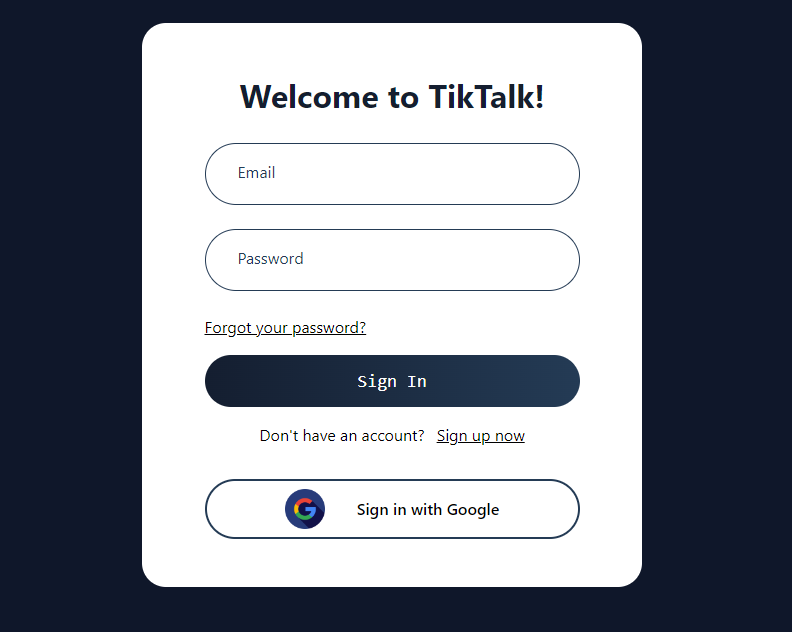 Welcome to TikTalk!
Email
Password
Forgot your password?
Sign In
Don't have an account? Sign up now
Sign in with Google